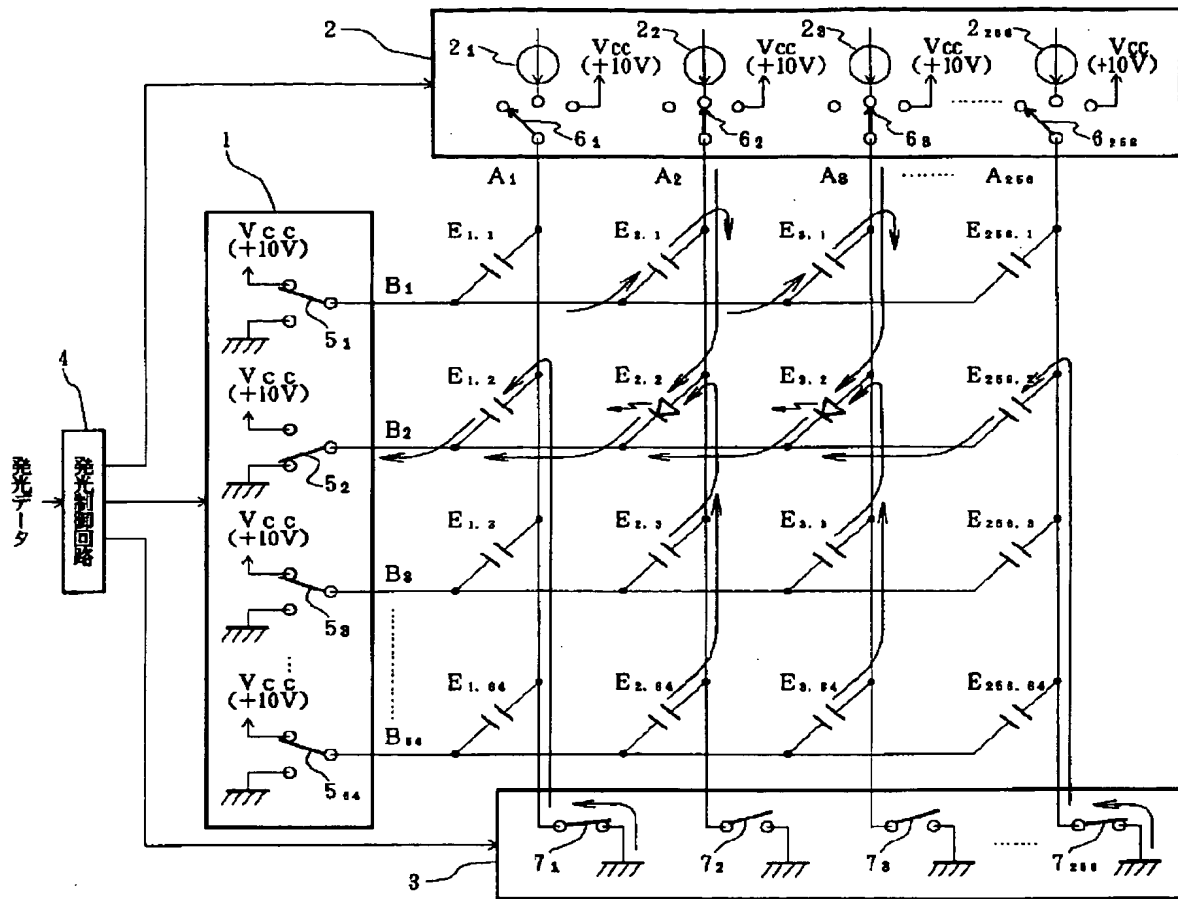 2
2₁
2₂
2₃
2₂₅₆
Vcc
(+10V)
Vcc
(+10V)
Vcc
(+10V)
Vcc
(+10V)
6₁
6₂
6₃
6₂₅₆
1
A₁
A₂
A₃
A₂₅₆
Vcc
(+10V)
B₁
5₁
E₁.₁
E₂.₁
E₃.₁
E₂₅₆.₁
4
発光データ
発光制御回路
Vcc
(+10V)
B₂
5₂
E₁.₂
E₂.₂
E₃.₂
E₂₅₆.₂
Vcc
(+10V)
B₃
5₃
E₁.₃
E₂.₃
E₃.₃
E₂₅₆.₃
Vcc
(+10V)
B₆₄
5₆₄
E₁.₆₄
E₂.₆₄
E₃.₆₄
E₂₅₆.₆₄
3
7₁
7₂
7₃
7₂₅₆